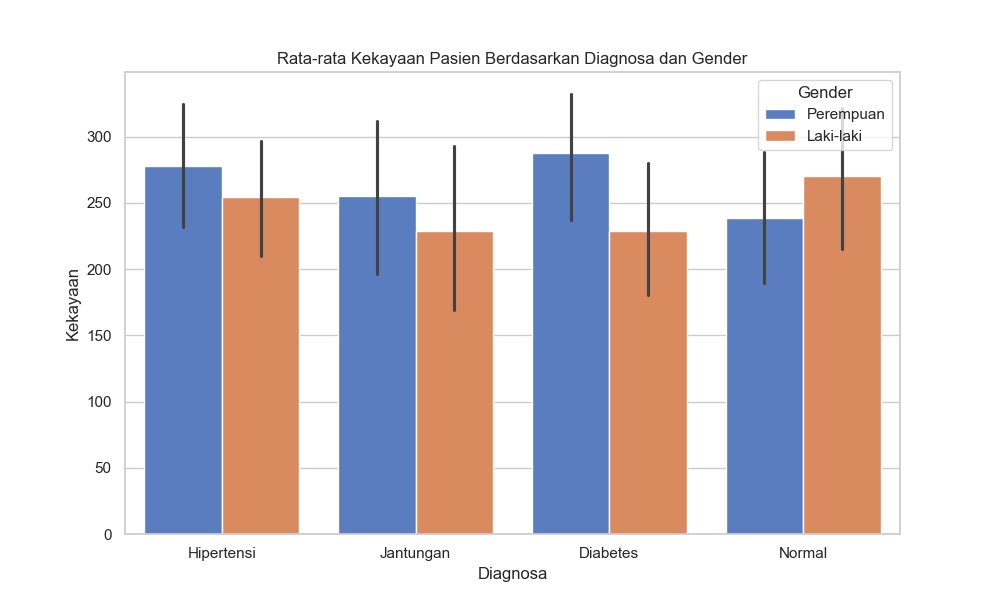 Rata-rata Kekayaan Pasien Berdasarkan Diagnosa dan Gender
Gender
Perempuan
Laki-laki
300
250
200
150
100
50
0
Kekayaan
Hipertensi
Jantungan
Diabetes
Normal
Diagnosa